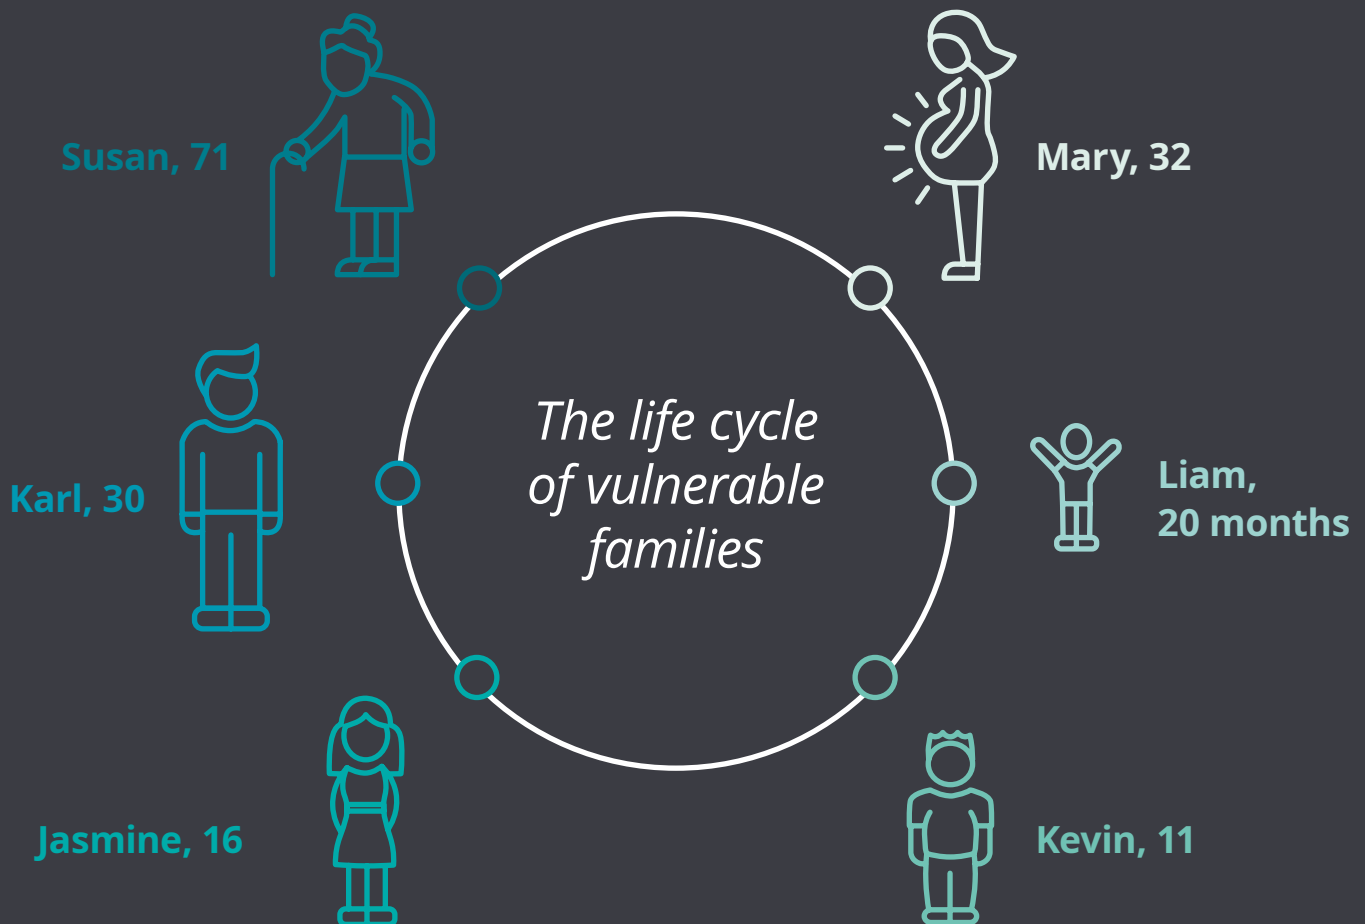 Susan, 71
Mary, 32
The life cycle
of vulnerable
families
Karl, 30
Liam,
20 months
Jasmine, 16
Kevin, 11